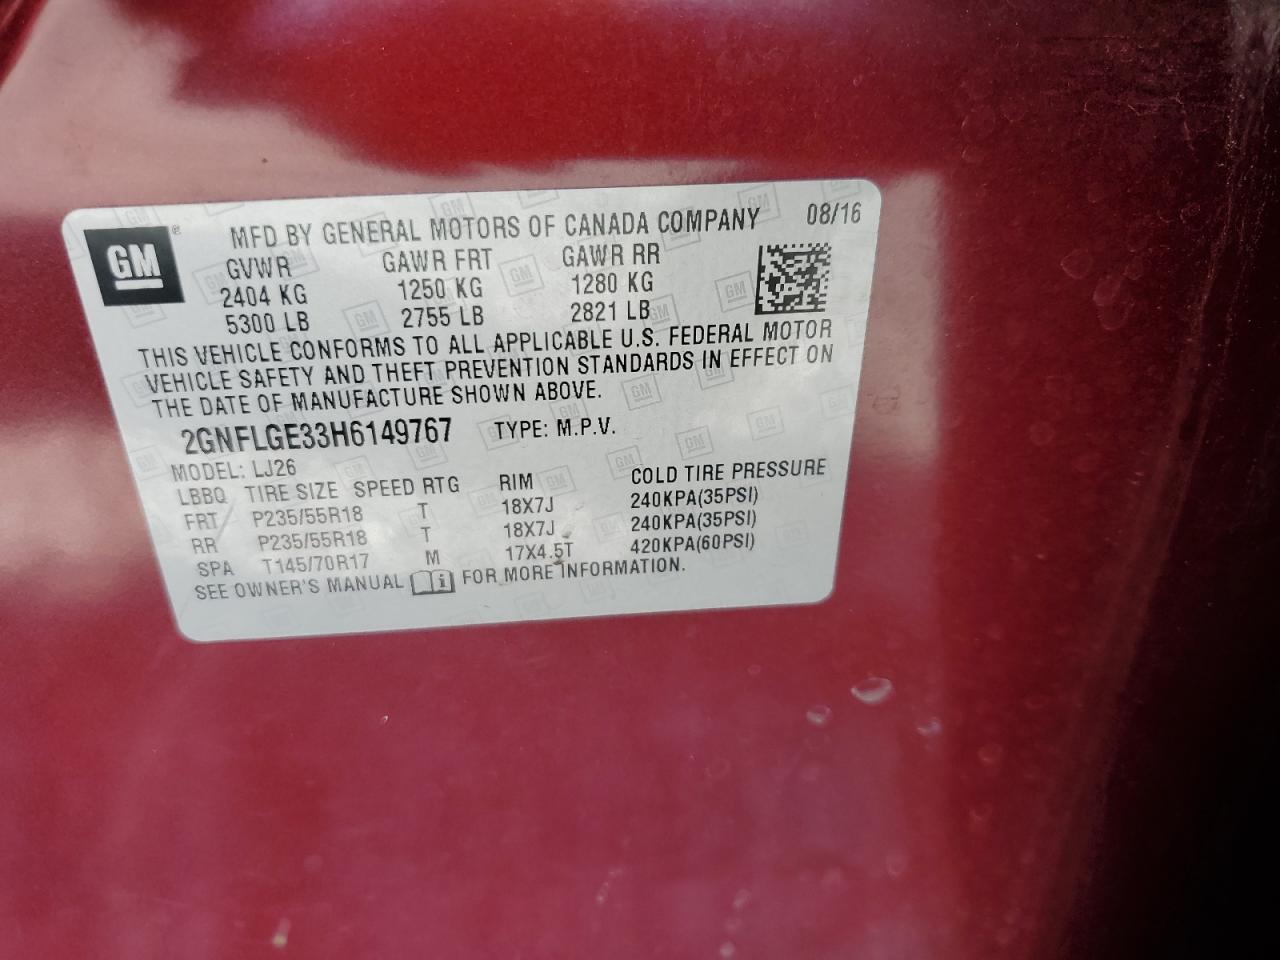 GM ® MFD BY GENERAL MOTORS OF CANADA COMPANY 08/16
GVWR GAWR FRT GAWR RR
2404 KG 1250 KG 1280 KG
5300 LB 2755 LB 2821 LB
THIS VEHICLE CONFORMS TO ALL APPLICABLE U.S. FEDERAL MOTOR
VEHICLE SAFETY AND THEFT PREVENTION STANDARDS IN EFFECT ON
THE DATE OF MANUFACTURE SHOWN ABOVE.
2GNFLGE33H6149767 TYPE: M.P.V.
MODEL: LJ26
LBBQ TIRE SIZE SPEED RTG RIM COLD TIRE PRESSURE
FRT P235/55R18 T 18X7J 240KPA(35PSI)
RR P235/55R18 T 18X7J 240KPA(35PSI)
SPA T145/70R17 M 17X4.5T 420KPA(60PSI)
SEE OWNER'S MANUAL i FOR MORE INFORMATION.